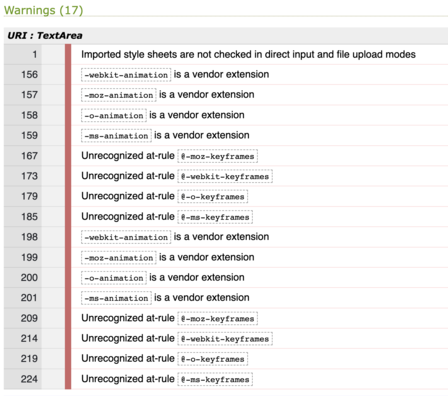 Warnings (17)
URI : TextArea
1 Imported style sheets are not checked in direct input and file upload modes
156 -webkit-animation is a vendor extension
157 -moz-animation is a vendor extension
158 -o-animation is a vendor extension
159 -ms-animation is a vendor extension
167 Unrecognized at-rule @-moz-keyframes
173 Unrecognized at-rule @-webkit-keyframes
179 Unrecognized at-rule @-o-keyframes
185 Unrecognized at-rule @-ms-keyframes
198 -webkit-animation is a vendor extension
199 -moz-animation is a vendor extension
200 -o-animation is a vendor extension
201 -ms-animation is a vendor extension
209 Unrecognized at-rule @-moz-keyframes
214 Unrecognized at-rule @-webkit-keyframes
219 Unrecognized at-rule @-o-keyframes
224 Unrecognized at-rule @-ms-keyframes